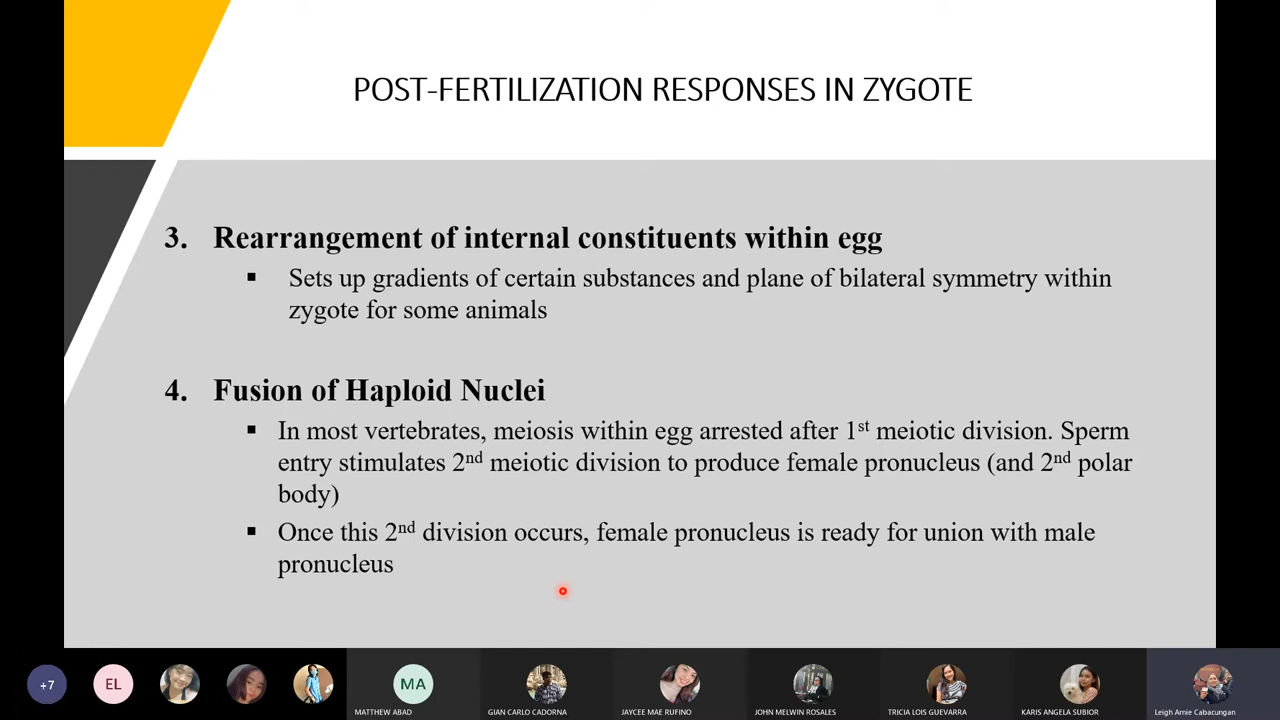 POST-FERTILIZATION RESPONSES IN ZYGOTE
3. Rearrangement of internal constituents within egg
▪ Sets up gradients of certain substances and plane of bilateral symmetry within
zygote for some animals
4. Fusion of Haploid Nuclei
▪ In most vertebrates, meiosis within egg arrested after 1st meiotic division. Sperm
entry stimulates 2nd meiotic division to produce female pronucleus (and 2nd polar
body)
▪ Once this 2nd division occurs, female pronucleus is ready for union with male
pronucleus
+7
EL
MA
MATTHEW ABAD
GIAN CARLO CADORNA
JAYCEE MAE RUFINO
JOHN MELWIN ROSALES
TRICIA LOIS GUEVARRA
KARIS ANGELA SUBIOR
Leigh Arnie Cabacungan